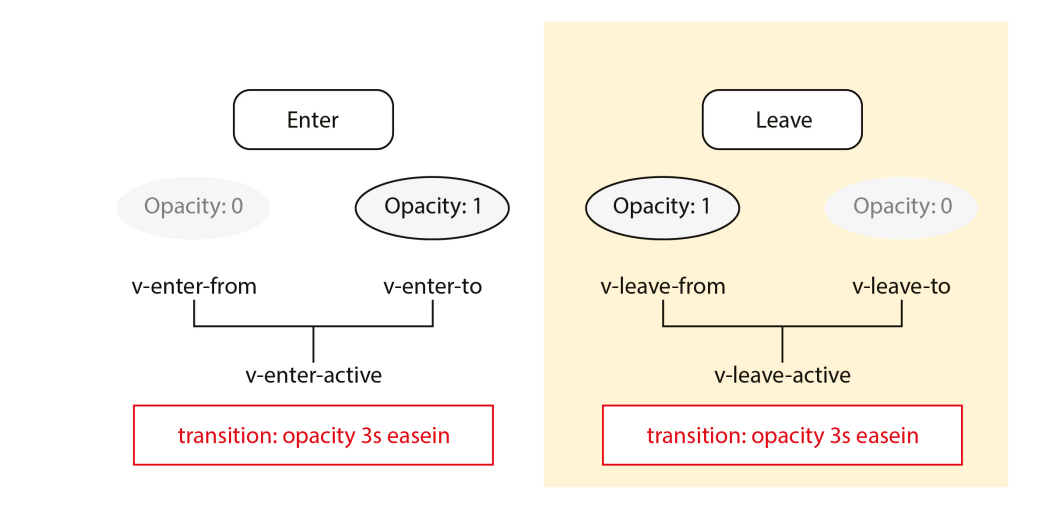 Enter
Opacity: 0
Opacity: 1
v-enter-from
v-enter-to
v-enter-active
transition: opacity 3s easein
Leave
Opacity: 1
Opacity: 0
v-leave-from
v-leave-to
v-leave-active
transition: opacity 3s easein